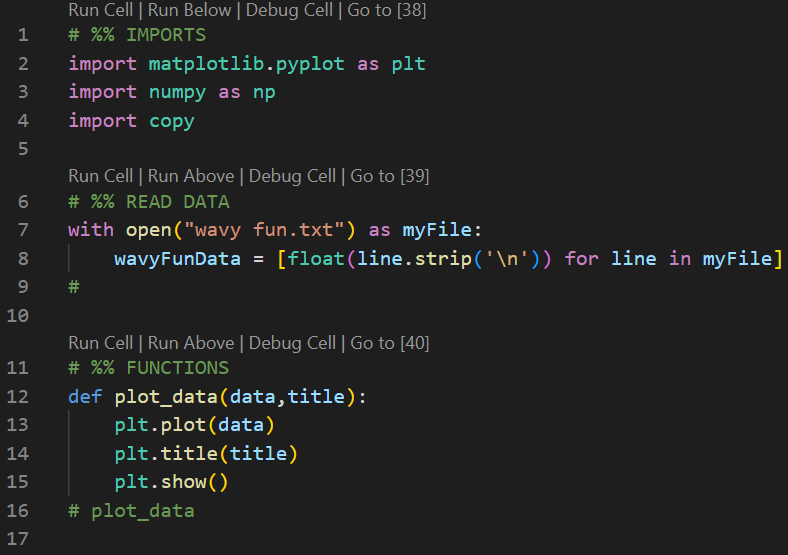 Run Cell | Run Below | Debug Cell | Go to [38]
1 # %% IMPORTS
2 import matplotlib.pyplot as plt
3 import numpy as np
4 import copy
5
Run Cell | Run Above | Debug Cell | Go to [39]
6 # %% READ DATA
7 with open("wavy fun.txt") as myFile:
8     wavyFunData = [float(line.strip('\n')) for line in myFile]
9 #
10
Run Cell | Run Above | Debug Cell | Go to [40]
11 # %% FUNCTIONS
12 def plot_data(data,title):
13     plt.plot(data)
14     plt.title(title)
15     plt.show()
16 # plot_data
17